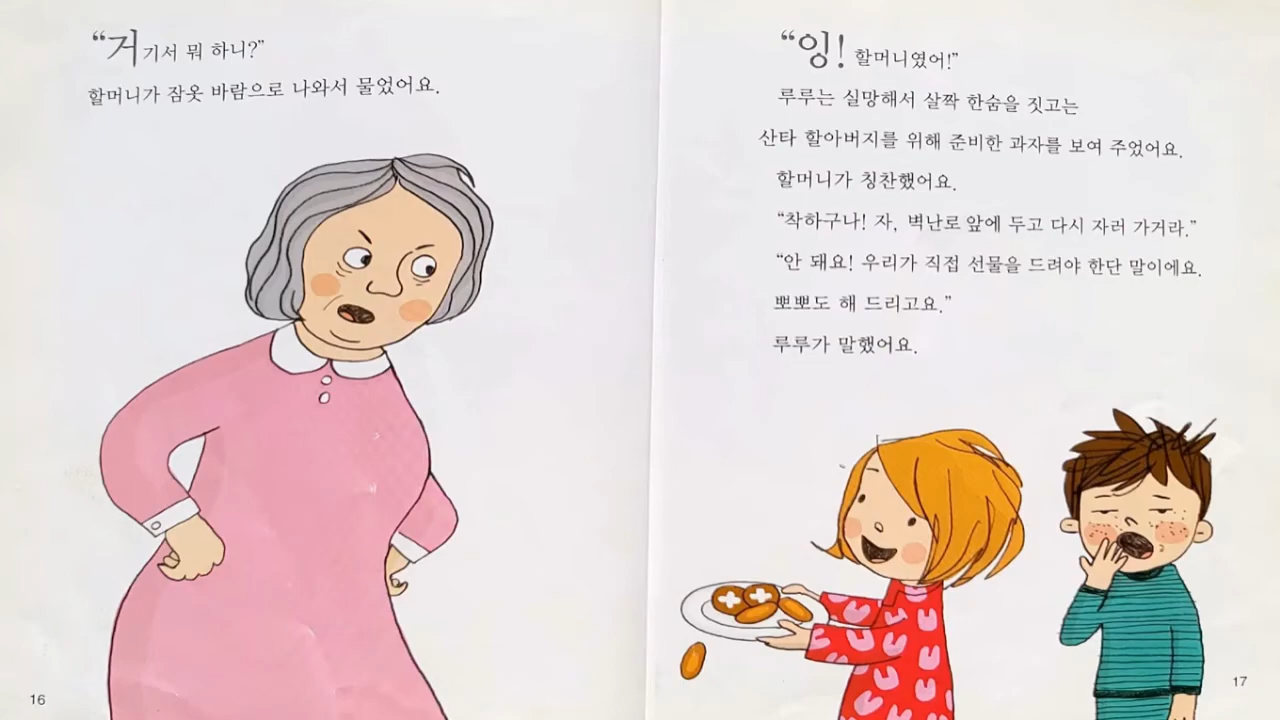 “거기서 뭐 하니?”
할머니가 잠옷 바람으로 나와서 물었어요.
16
“잉! 할머니였어!”
루루는 실망해서 살짝 한숨을 짓고는
산타 할아버지를 위해 준비한 과자를 보여 주었어요.
할머니가 칭찬했어요.
“착하구나! 자, 벽난로 앞에 두고 다시 자러 가거라.”
“안 돼요! 우리가 직접 선물을 드려야 한단 말이에요.
뽀뽀도 해 드리고요.”
루루가 말했어요.
17